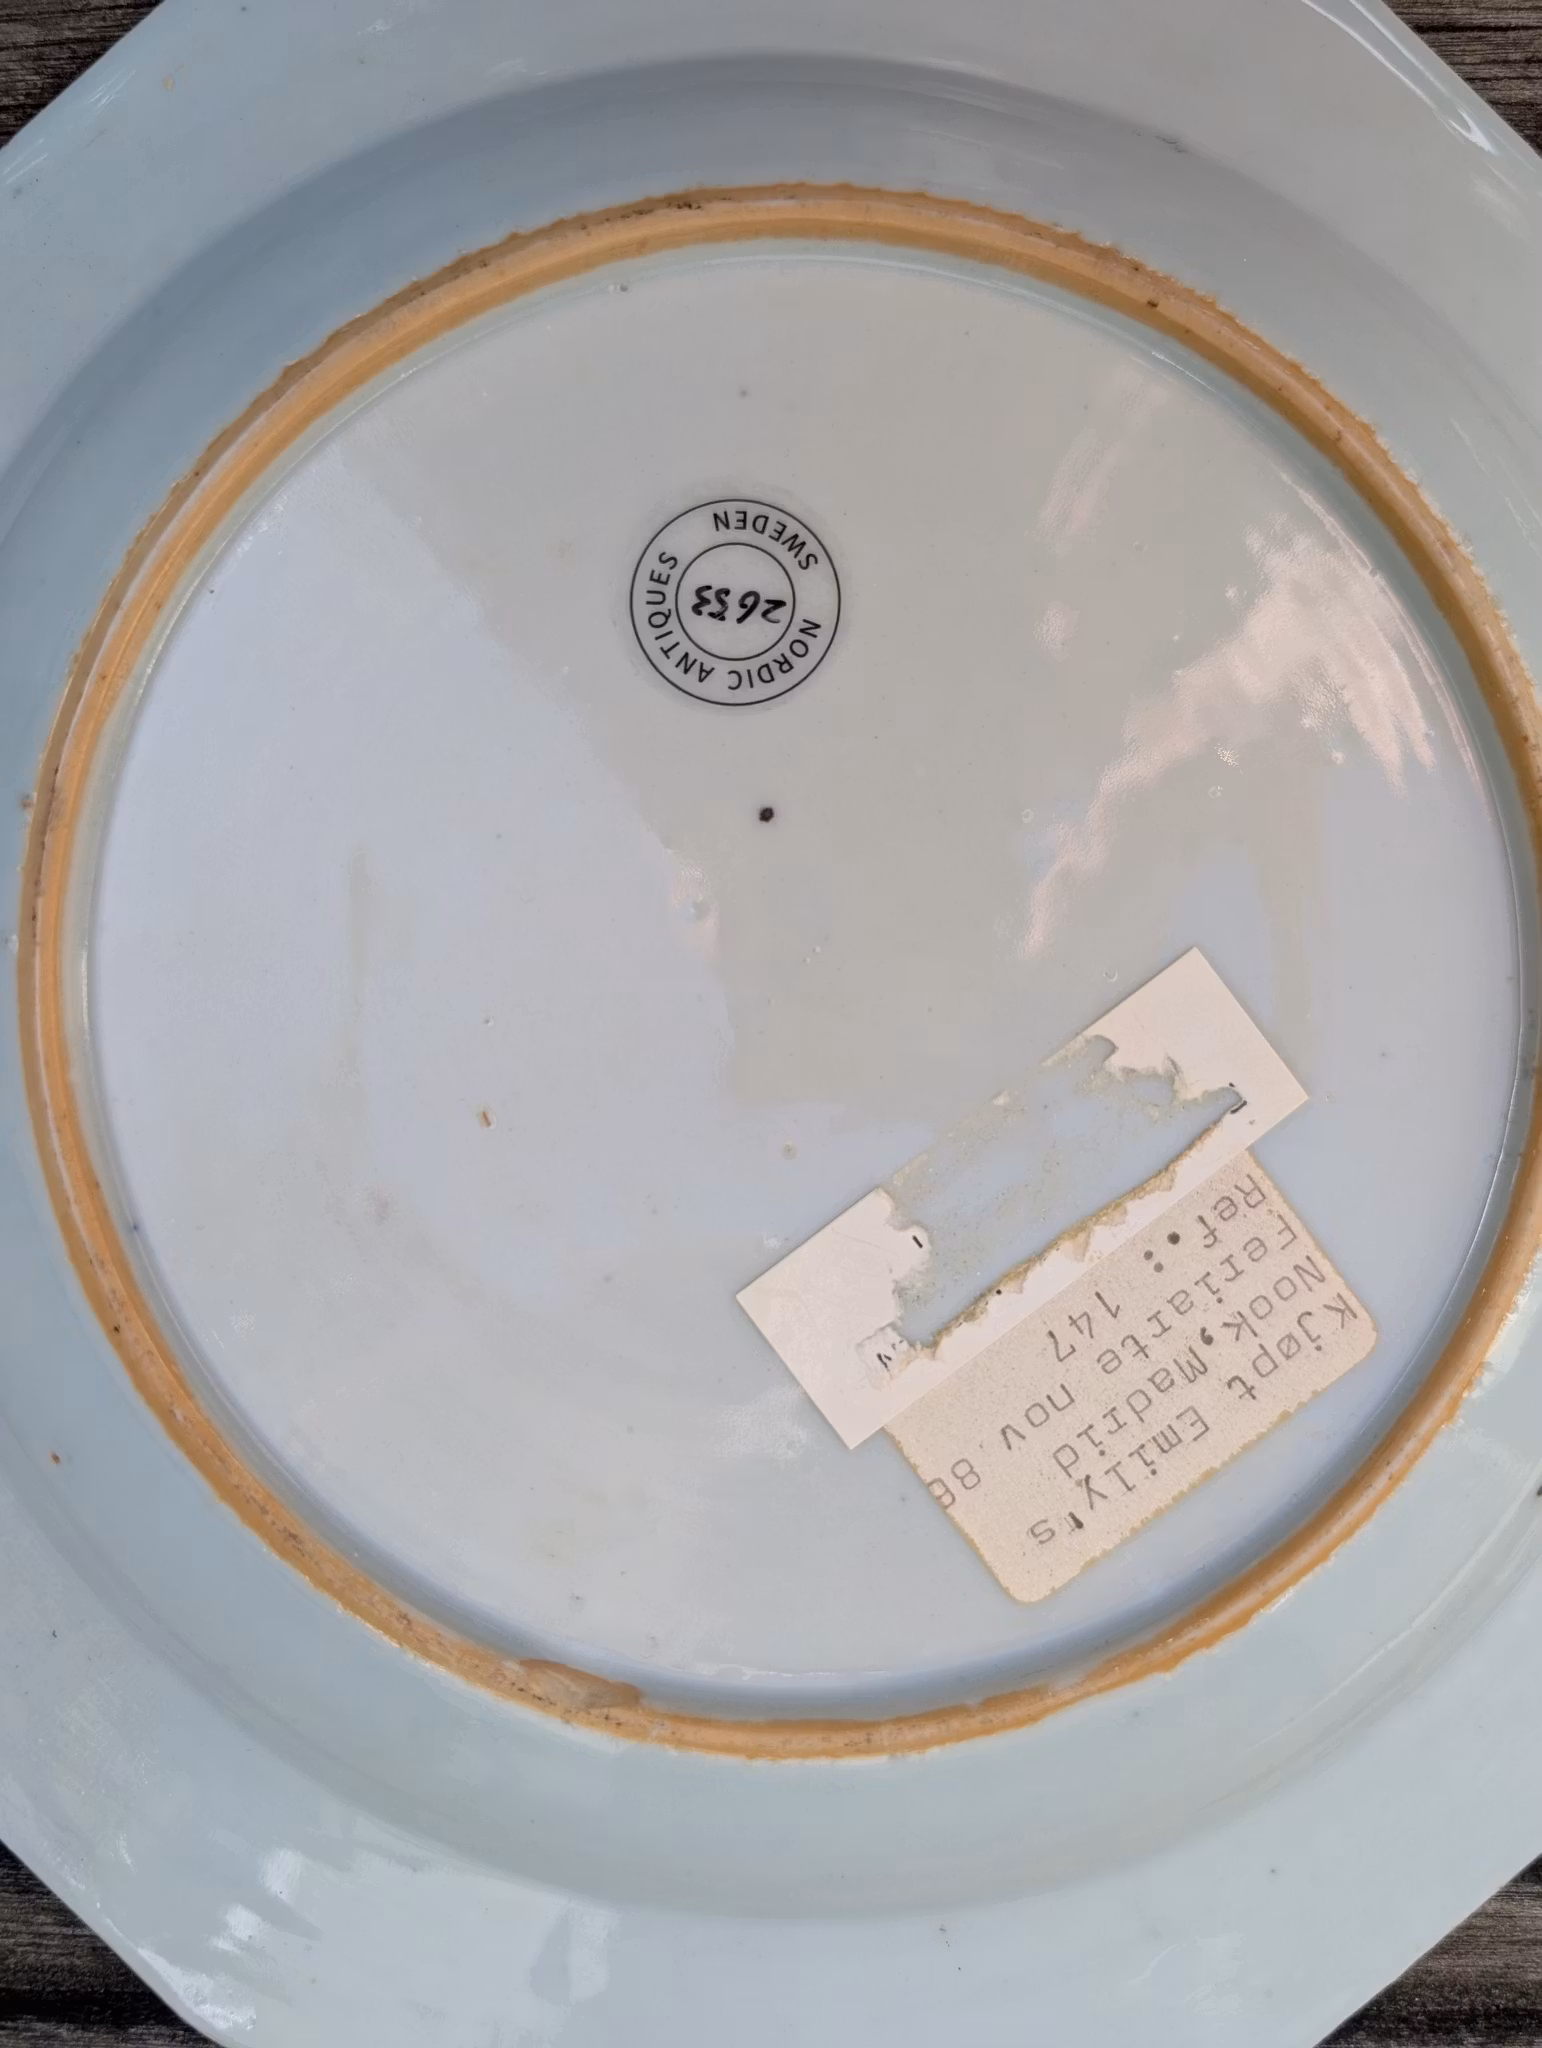 NORDIC ANTIQUES
SWEDEN
2653
Kjøpt Emily's
Nook,Madrid
Feriarte nov 86
Ref.: 147